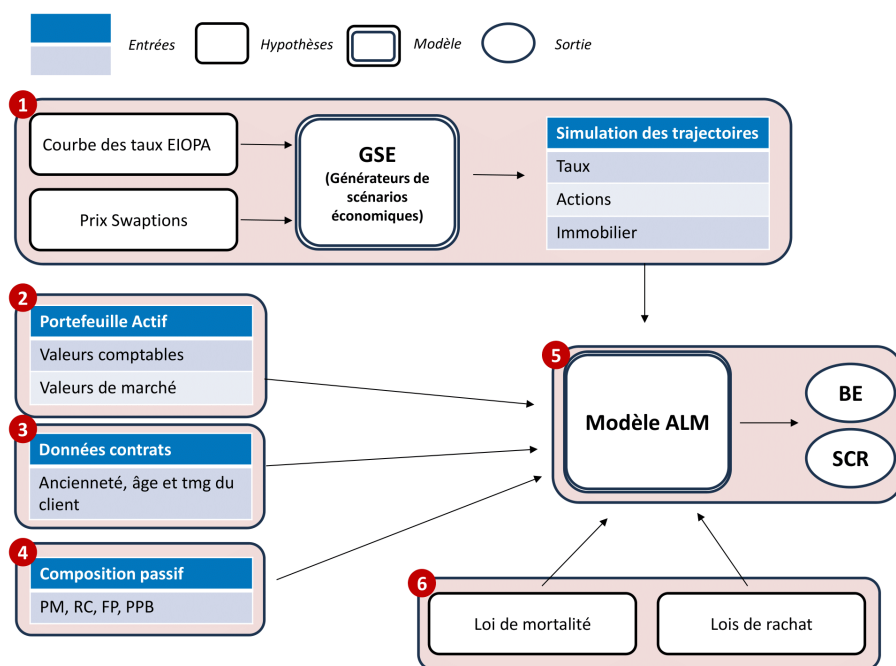 Entrées
Hypothèses
Modèle
Sortie
1
Courbe des taux EIOPA
Prix Swaptions
GSE
(Générateurs de
scénarios
économiques)
Simulation des trajectoires
Taux
Actions
Immobilier
2
Portefeuille Actif
Valeurs comptables
Valeurs de marché
3
Données contrats
Ancienneté, âge et tmg du
client
4
Composition passif
PM, RC, FP, PPB
5
Modèle ALM
BE
SCR
6
Loi de mortalité
Lois de rachat